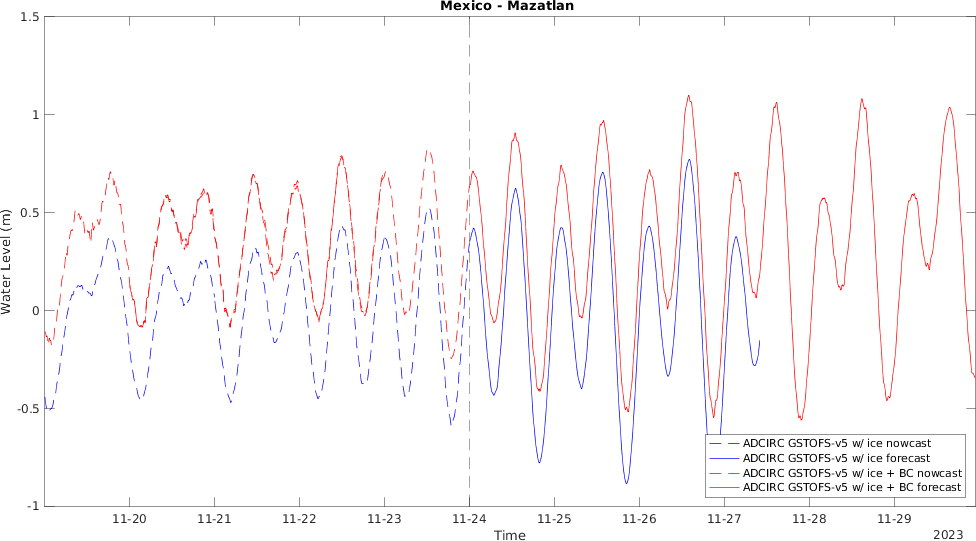 Mexico - Mazatlan
1.5
1
0.5
0
-0.5
-1
Water Level (m)
ADCIRC GSTOFS-v5 w/ ice nowcast
ADCIRC GSTOFS-v5 w/ ice forecast
ADCIRC GSTOFS-v5 w/ ice + BC nowcast
ADCIRC GSTOFS-v5 w/ ice + BC forecast
11-20 11-21 11-22 11-23 11-24 11-25 11-26 11-27 11-28 11-29
Time
2023